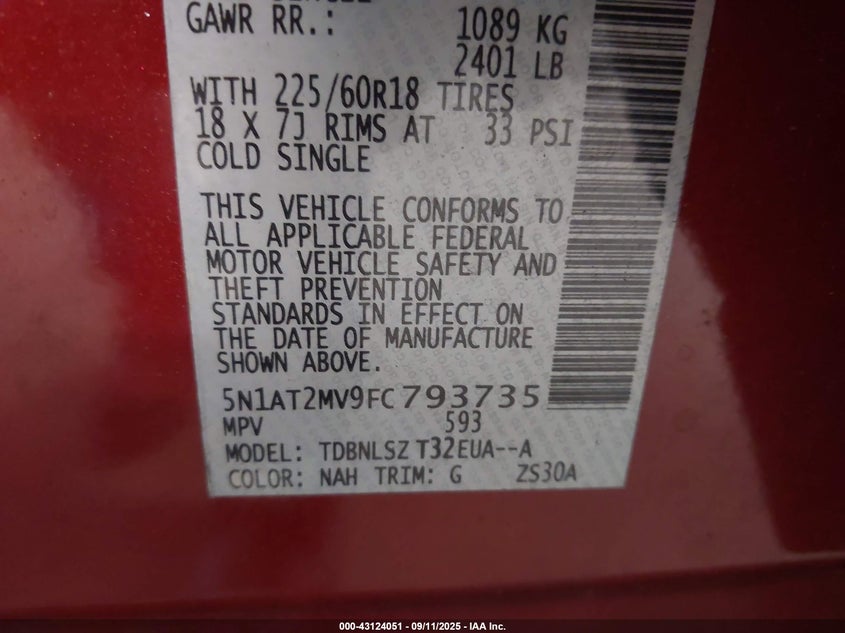 GAWR RR.: 1089 KG
2401 LB
WITH 225/60R18 TIRES
18 X 7J RIMS AT 33 PSI
COLD SINGLE
THIS VEHICLE CONFORMS TO
ALL APPLICABLE FEDERAL
MOTOR VEHICLE SAFETY AND
THEFT PREVENTION
STANDARDS IN EFFECT ON
THE DATE OF MANUFACTURE
SHOWN ABOVE.
5N1AT2MV9FC793735
MPV 593
MODEL: TDBNLSZ T32EUA--A
COLOR: NAH TRIM: G ZS30A
000-43124051 - 09/11/2025 - IAA Inc.